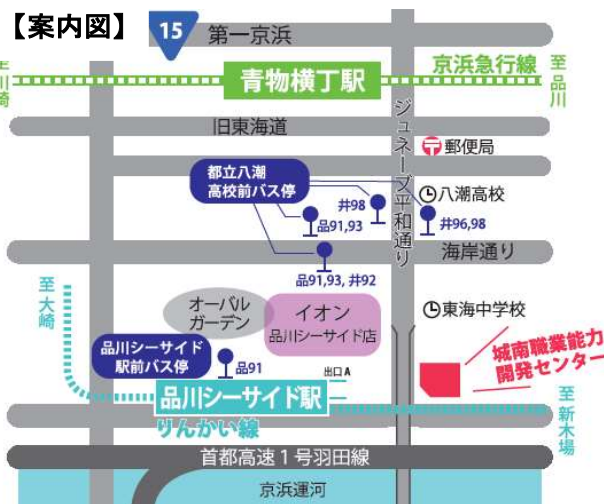 【案内図】
15
第一京浜
至川崎
青物横丁駅
京浜急行線
至品川
旧東海道
ジュネーブ平和通り
〒郵便局
都立八潮
高校前バス停
井98
品91,93
八潮高校
井96,98
海岸通り
品91,93,井92
至大崎
オーバル
ガーデン
イオン
品川シーサイド店
東海中学校
品川シーサイド
駅前バス停
品91
出口A
城南職業能力
開発センター
品川シーサイド駅
りんかい線
至新木場
首都高速1号羽田線
京浜運河